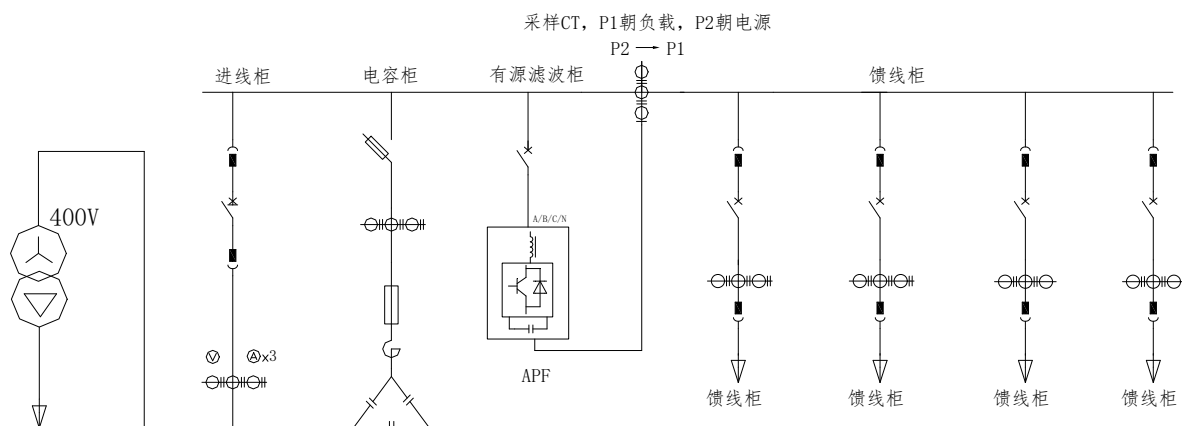 采样CT, P1朝负载, P2朝电源
P2 P1
进线柜
电容柜
有源滤波柜
馈线柜
400V
A/B/C/N
V
A x3
APF
馈线柜
馈线柜
馈线柜
馈线柜